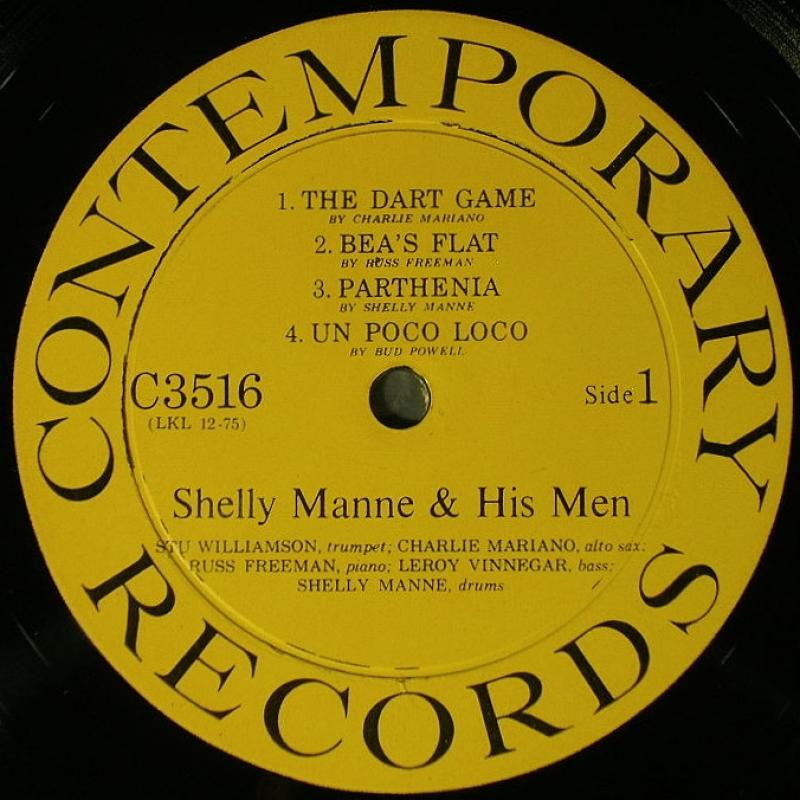 CONTEMPORARY
1. THE DART GAME
BY CHARLIE MARIANO
2. BEA'S FLAT
BY RUSS FREEMAN
3. PARTHENIA
BY SHELLY MANNE
4. UN POCO LOCO
BY BUD POWELL
C3516
(LKL 12-75)
Side 1
Shelly Manne & His Men
STU WILLIAMSON, trumpet; CHARLIE MARIANO, alto sax;
RUSS FREEMAN, piano; LEROY VINNEGAR, bass;
SHELLY MANNE, drums
RECORDS